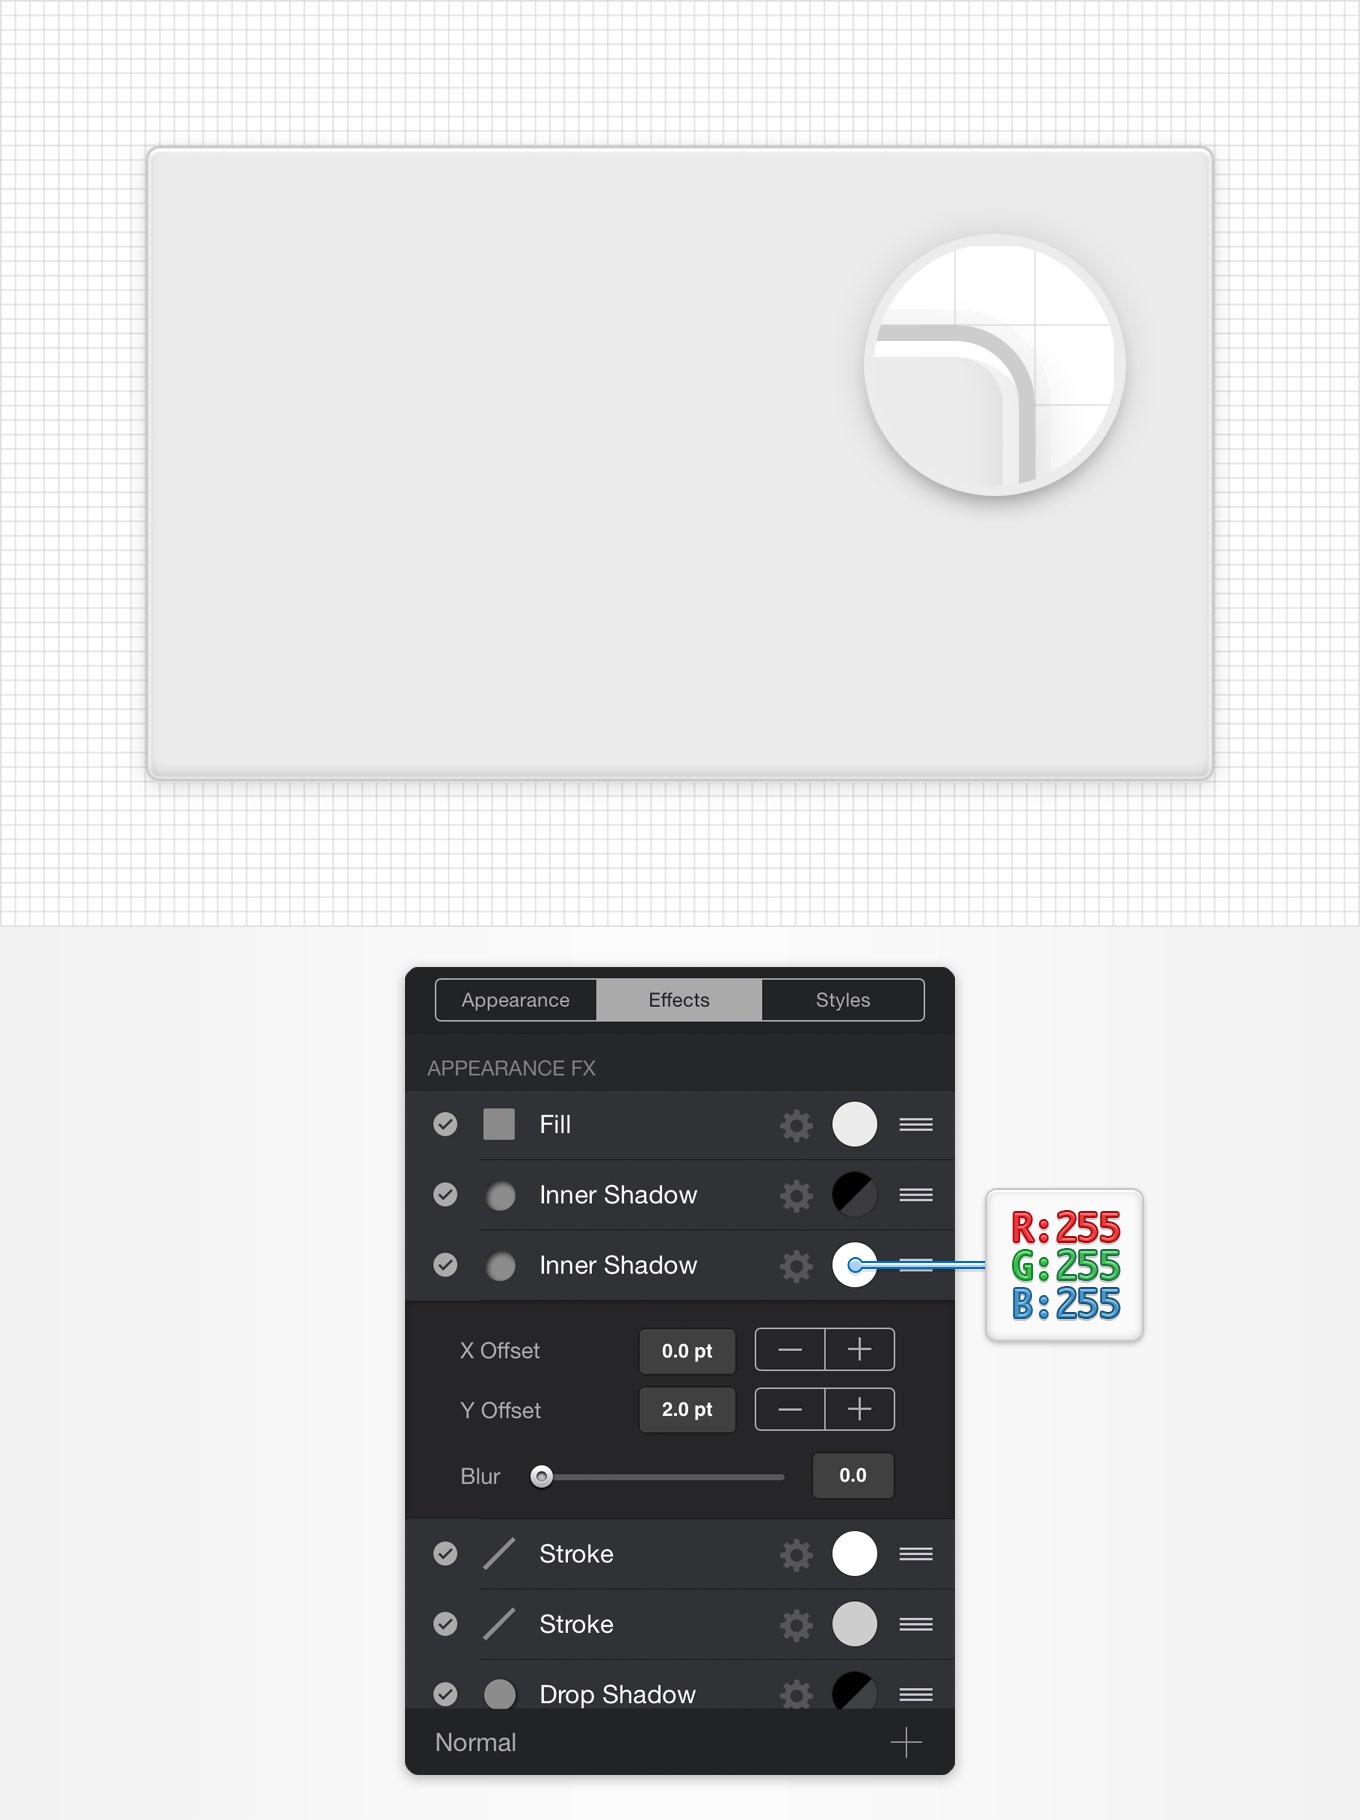 Appearance Effects Styles
APPEARANCE FX
Fill
Inner Shadow
Inner Shadow
R:255
G:255
B:255
X Offset 0.0 pt
Y Offset 2.0 pt
Blur 0.0
Stroke
Stroke
Drop Shadow
Normal